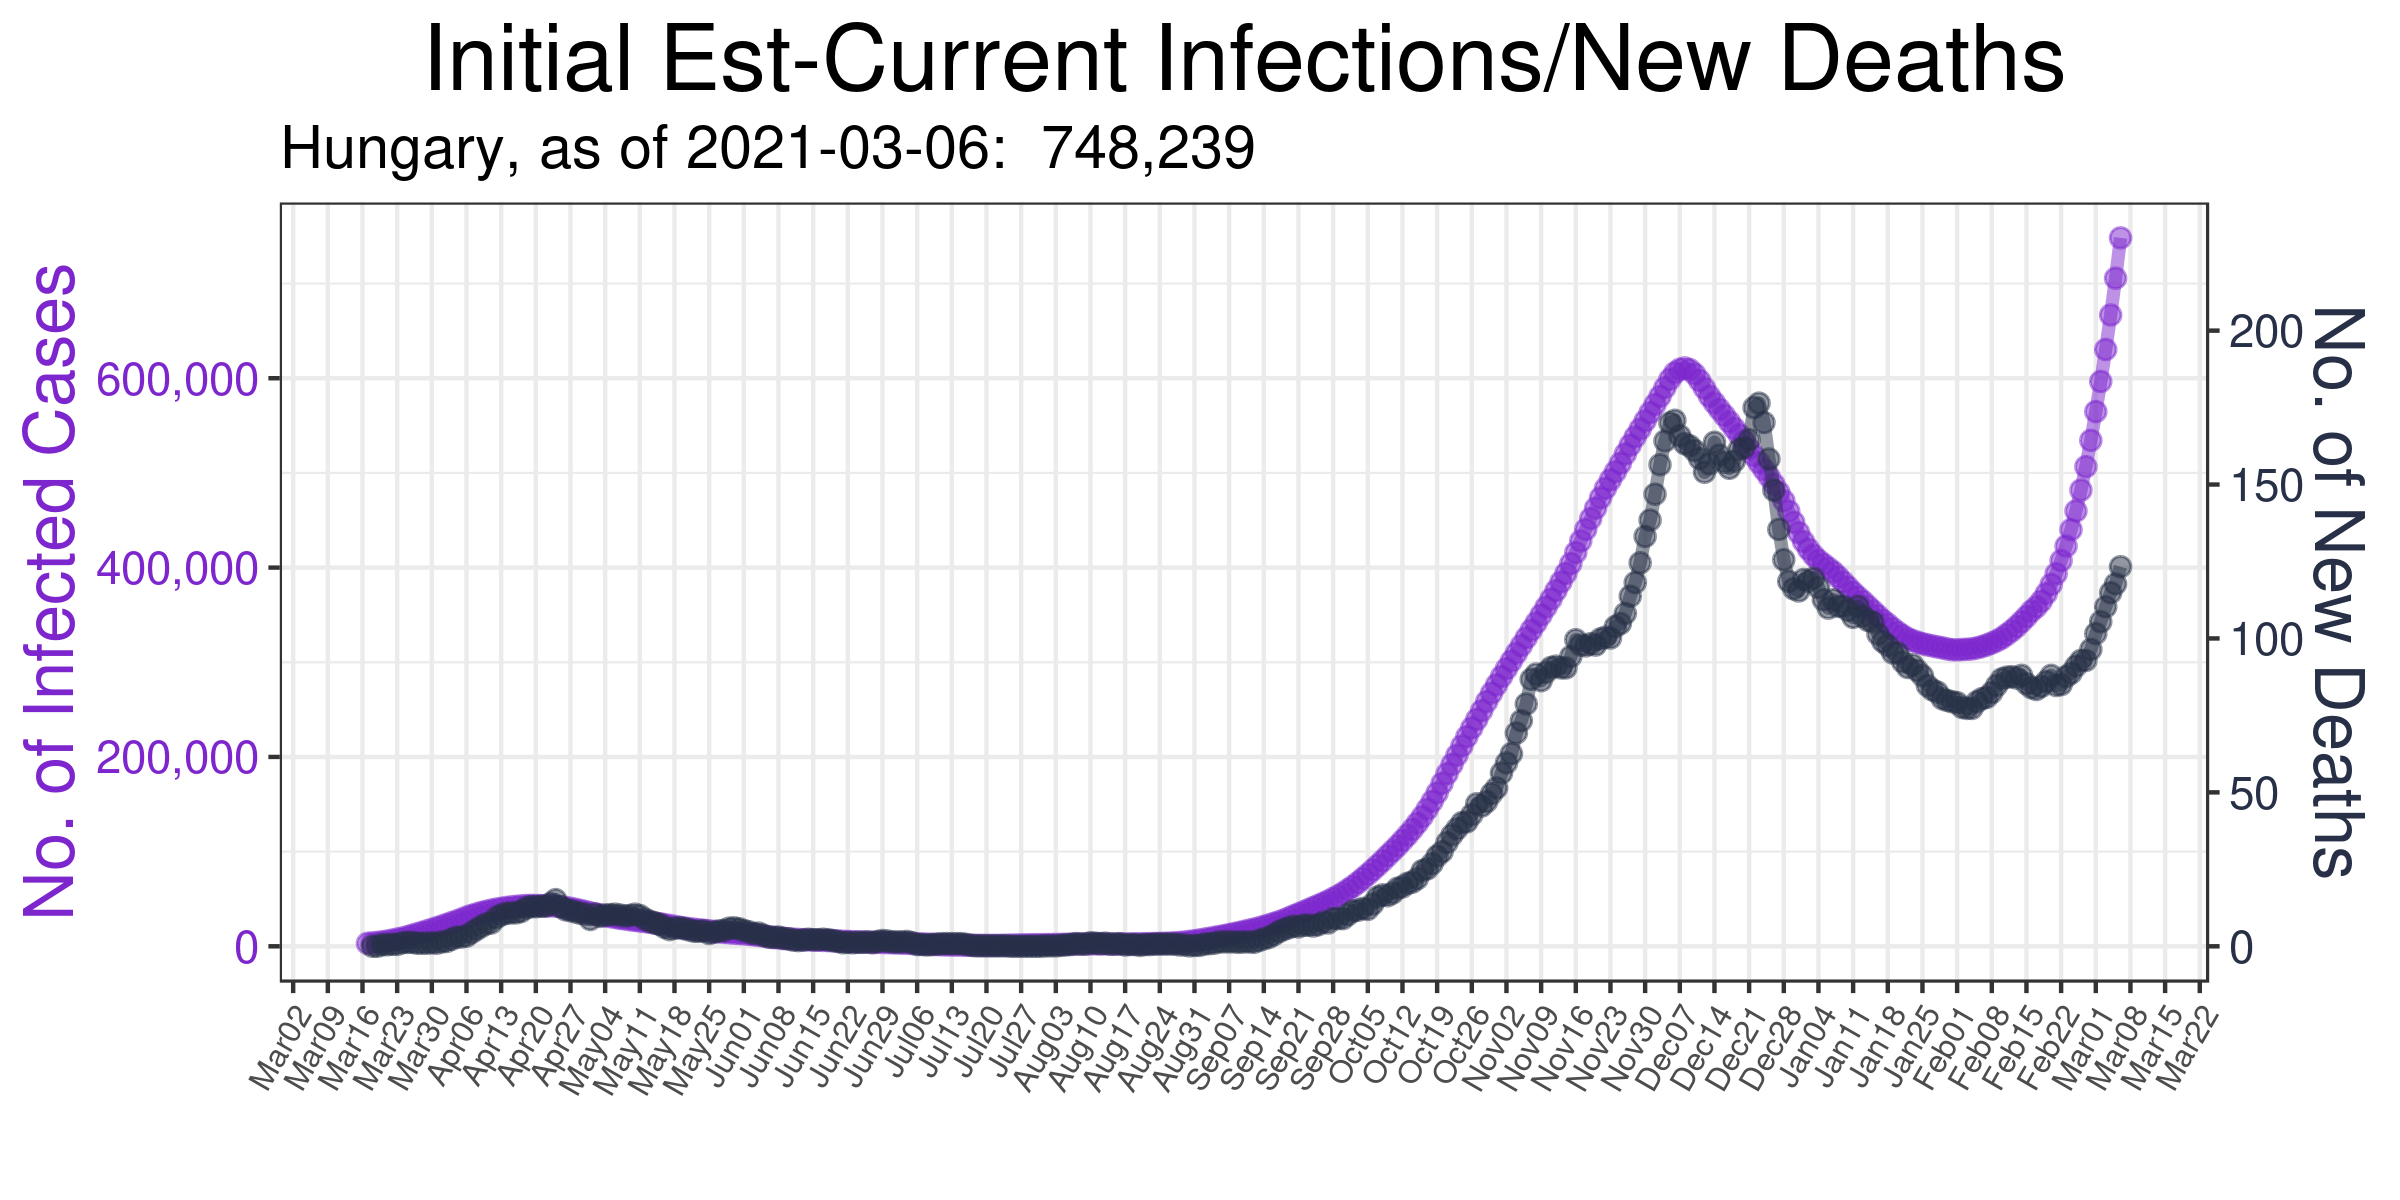 Initial Est-Current Infections/New Deaths
Hungary, as of 2021-03-06: 748,239
No. of Infected Cases
600,000
400,000
200,000
0
200
150
100
50
0
No. of New Deaths
Mar02
Mar09
Mar16
Mar23
Mar30
Apr06
Apr13
Apr20
Apr27
May04
May11
May18
May25
Jun01
Jun08
Jun15
Jun22
Jun29
Jul06
Jul13
Jul20
Jul27
Aug03
Aug10
Aug17
Aug24
Aug31
Sep07
Sep14
Sep21
Sep28
Oct05
Oct12
Oct19
Oct26
Nov02
Nov09
Nov16
Nov23
Nov30
Dec07
Dec14
Dec21
Dec28
Jan04
Jan11
Jan18
Jan25
Feb01
Feb08
Feb15
Feb22
Mar01
Mar08
Mar15
Mar22